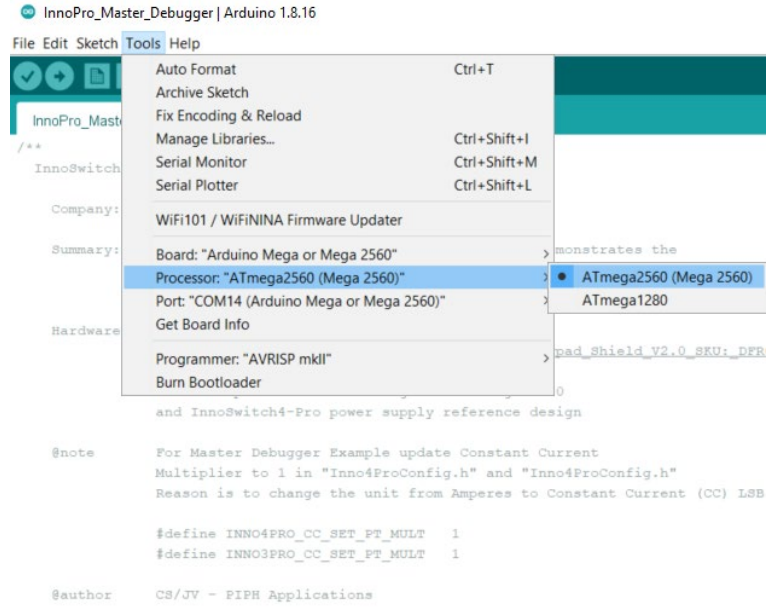 InnoPro_Master_Debugger | Arduino 1.8.16
File Edit Sketch Tools Help
InnoPro_Mast
Auto Format Ctrl+T
Archive Sketch
Fix Encoding & Reload
Manage Libraries... Ctrl+Shift+I
Serial Monitor Ctrl+Shift+M
Serial Plotter Ctrl+Shift+L
WiFi101 / WiFiNINA Firmware Updater
Board: "Arduino Mega or Mega 2560"
Processor: "ATmega2560 (Mega 2560)"
Port: "COM14 (Arduino Mega or Mega 2560)"
Get Board Info
Programmer: "AVRISP mkII"
Burn Bootloader
ATmega2560 (Mega 2560)
ATmega1280
/**
InnoSwitch
Company:
Summary: monstrates the
Hardware
pad_Shield_V2.0_SKU:_DFR
0
and InnoSwitch4-Pro power supply reference design
@note For Master Debugger Example update Constant Current
Multiplier to 1 in "Inno4ProConfig.h" and "Inno4ProConfig.h"
Reason is to change the unit from Amperes to Constant Current (CC) LSB
#define INNO4PRO_CC_SET_PT_MULT 1
#define INNO3PRO_CC_SET_PT_MULT 1
@author CS/JV - PIPH Applications